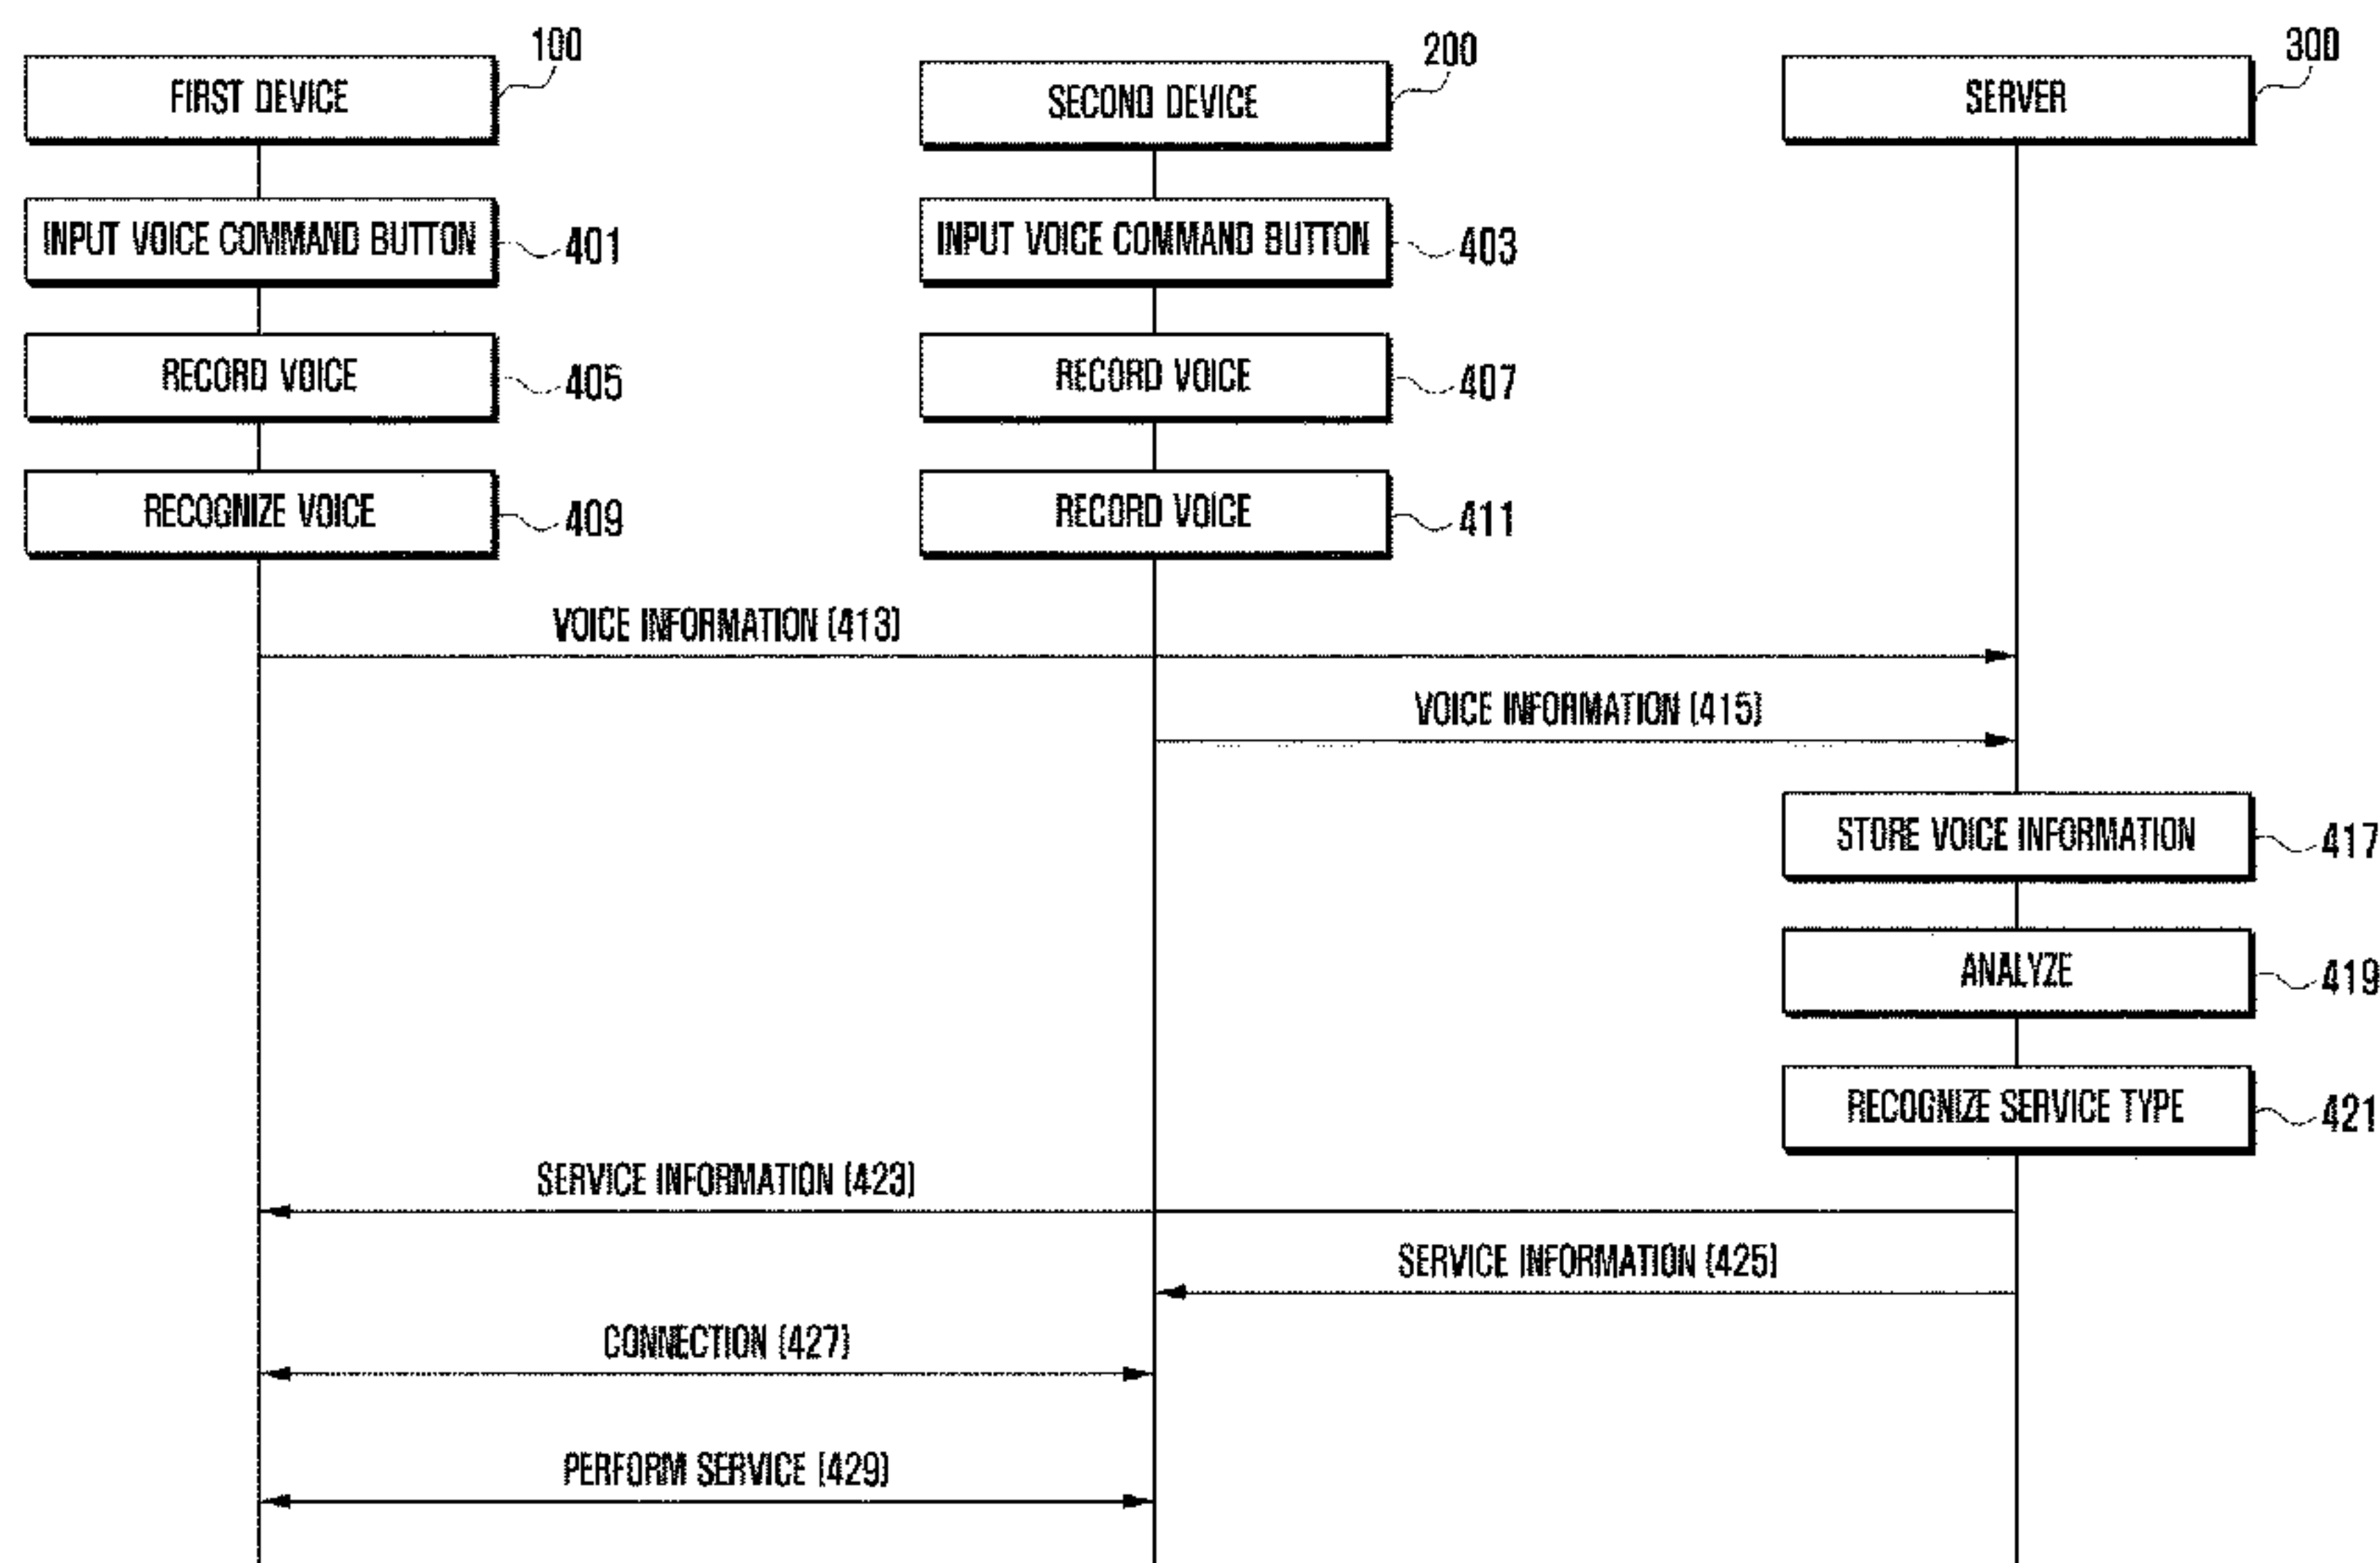 100
FIRST DEVICE
200
SECOND DEVICE
300
SERVER
INPUT VOICE COMMAND BUTTON
401
INPUT VOICE COMMAND BUTTON
403
RECORD VOICE
405
RECORD VOICE
407
RECOGNIZE VOICE
409
RECORD VOICE
411
VOICE INFORMATION (413)
VOICE INFORMATION (415)
STORE VOICE INFORMATION
417
ANALYZE
419
RECOGNIZE SERVICE TYPE
421
SERVICE INFORMATION (423)
SERVICE INFORMATION (425)
CONNECTION (427)
PERFORM SERVICE (429)